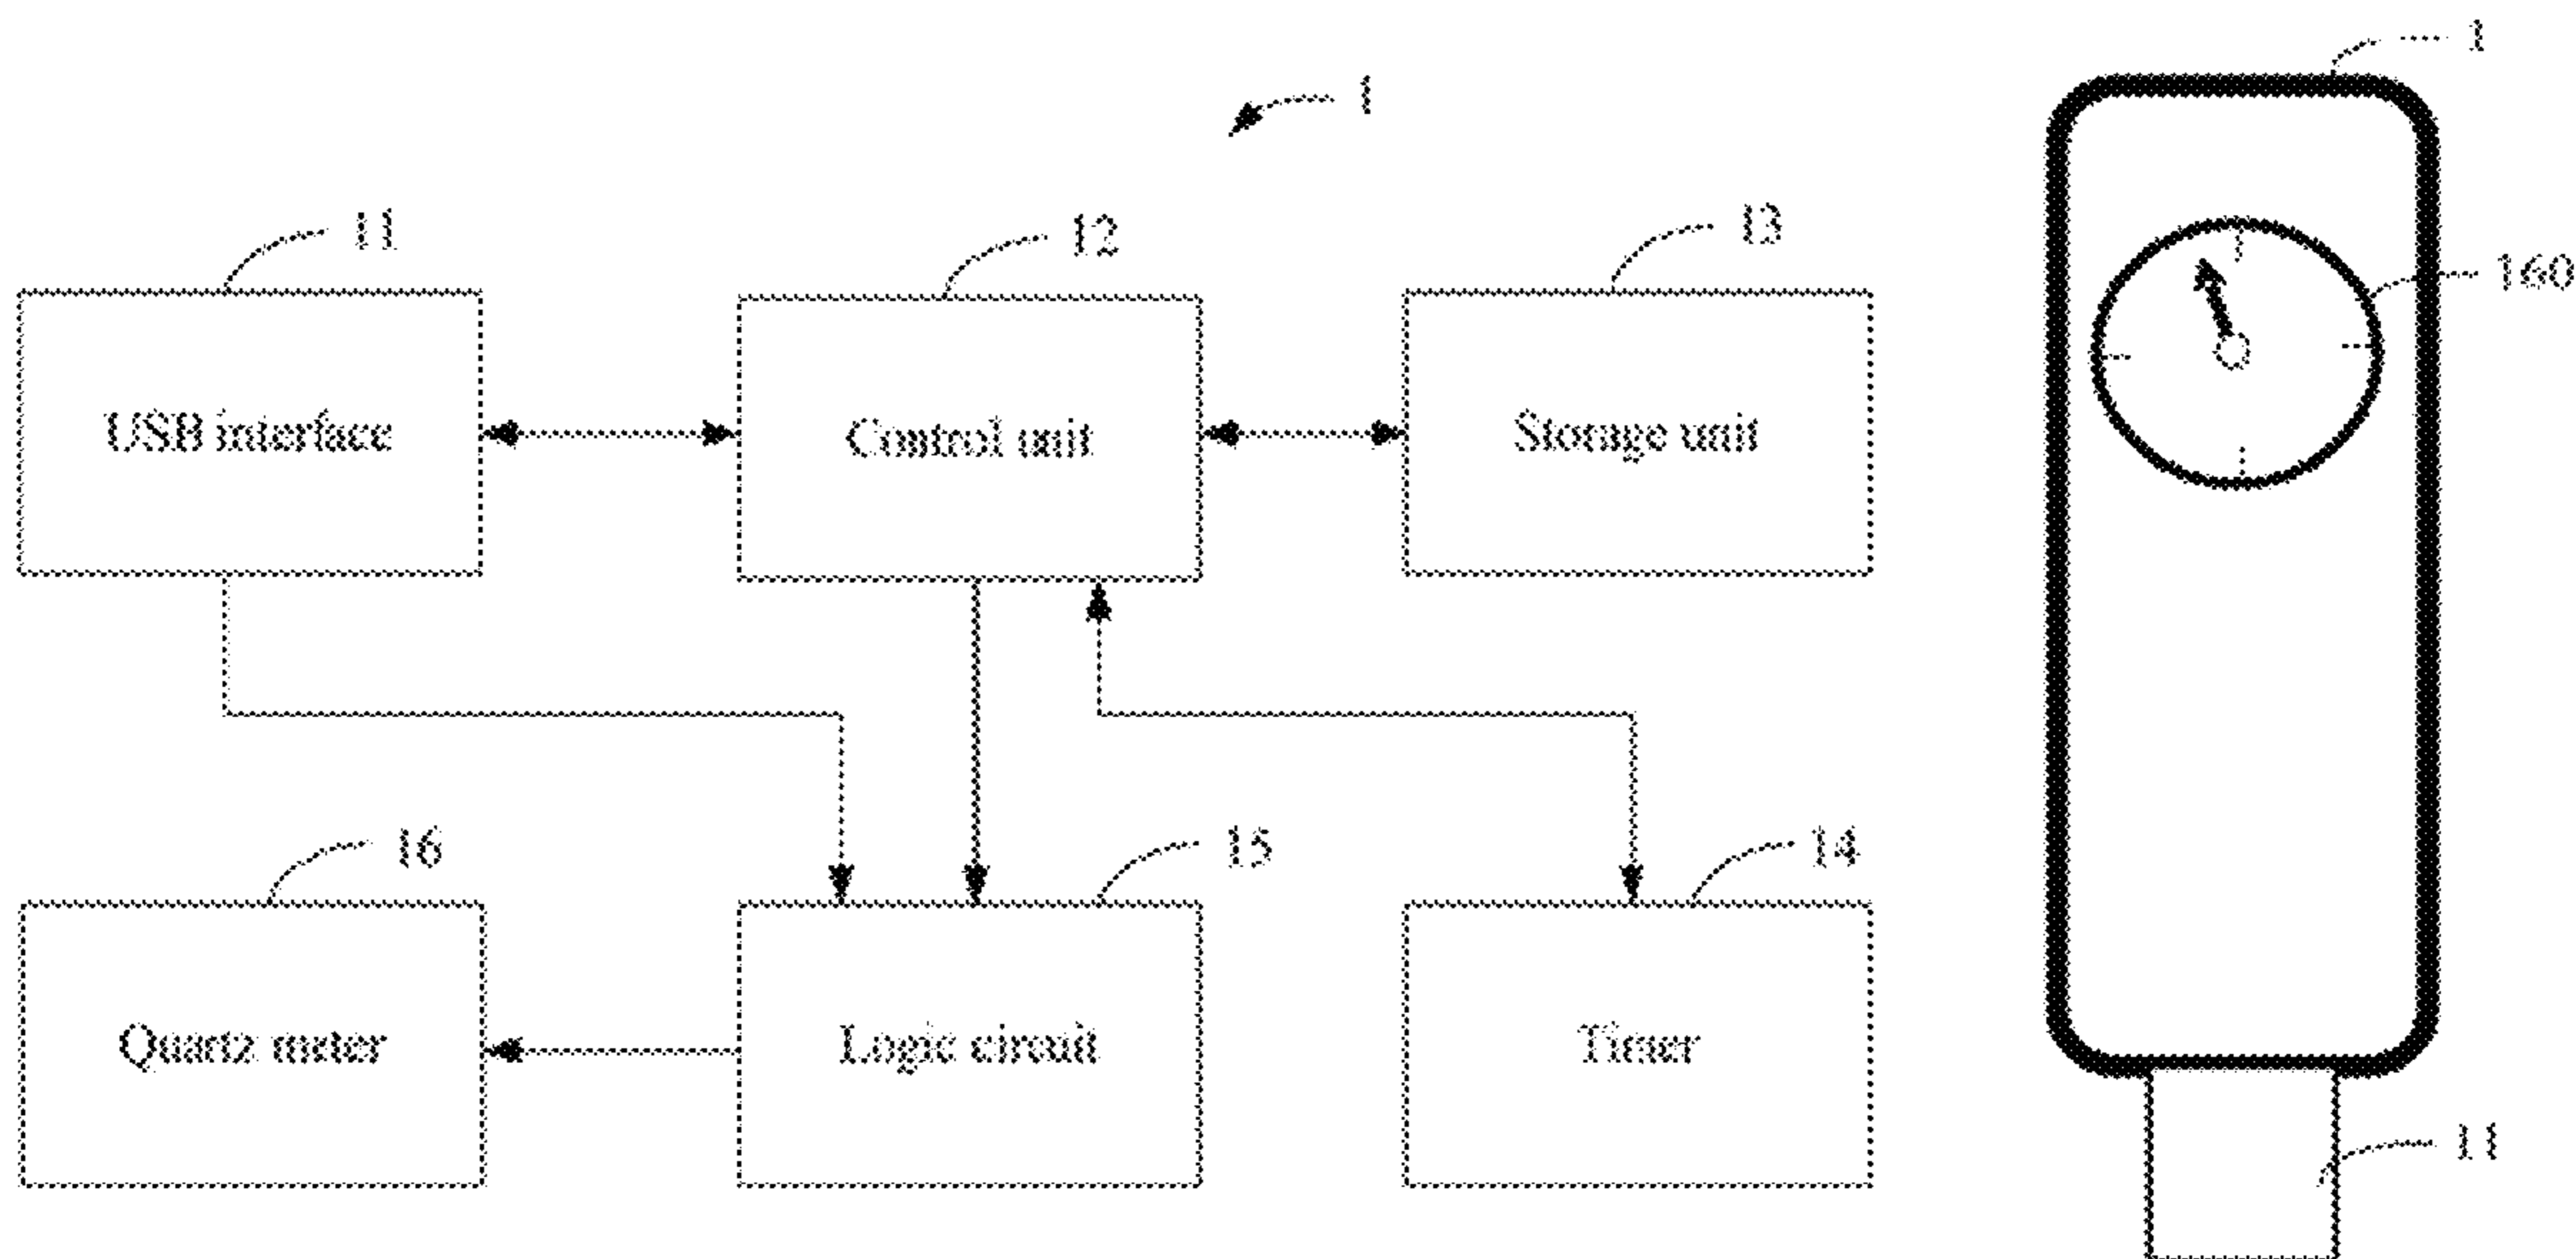 1
1
11
12
13
160
USB interface
Control unit
Storage unit
16
15
14
Quartz meter
Logic circuit
Timer
11